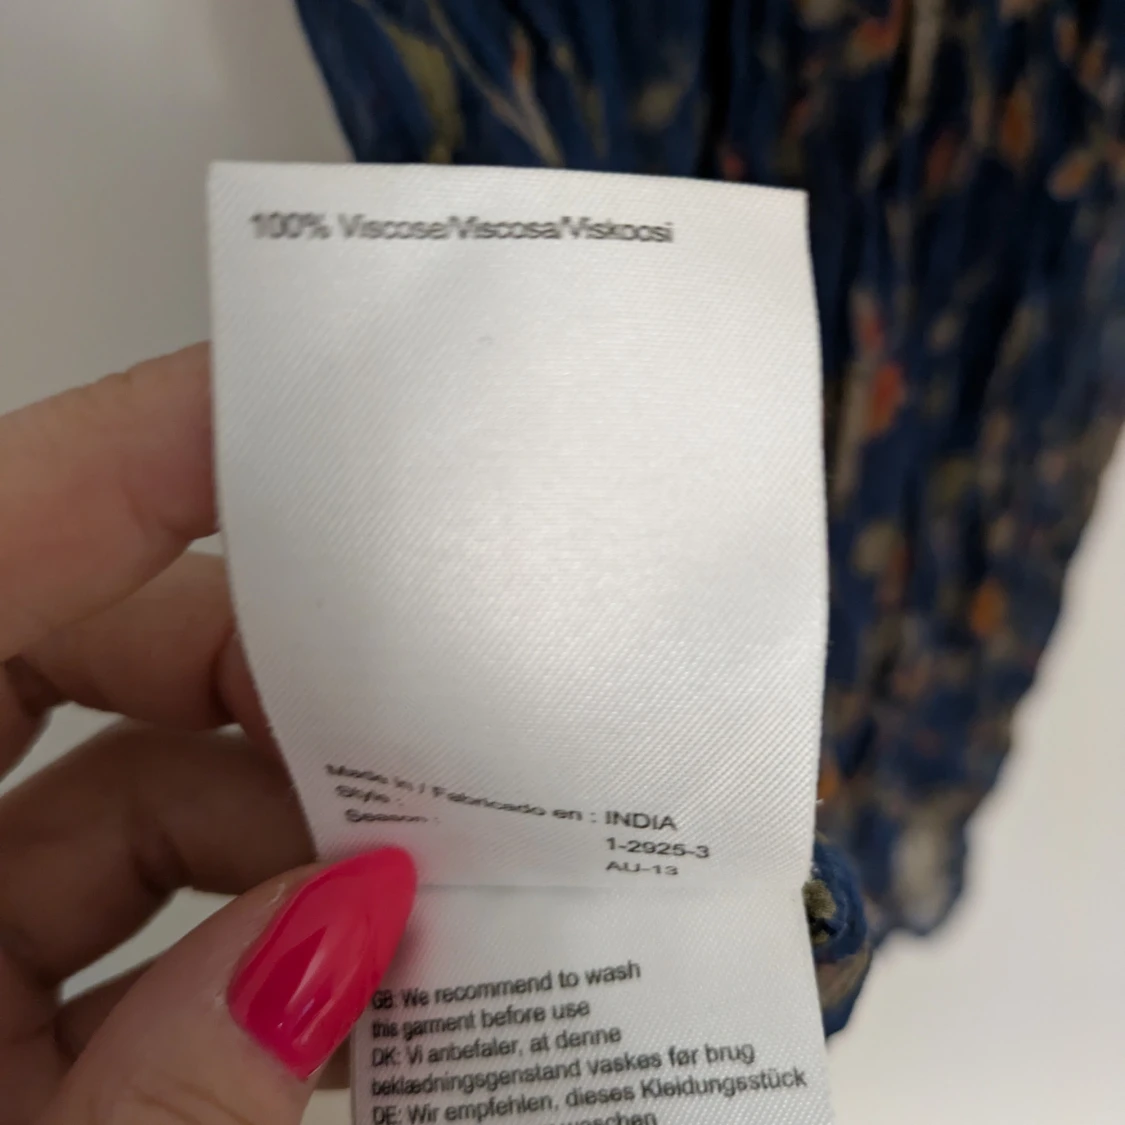 100% Viscose/Viscosa/Viskoosi
Made in / Fabricado en : INDIA
Style : 1-2925-3
Season : AU-13
GB: We recommend to wash
this garment before use
DK: Vi anbefaler, at denne
beklædningsgenstand vaskes før brug
DE: Wir empfehlen, dieses Kleidungsstück
waschen